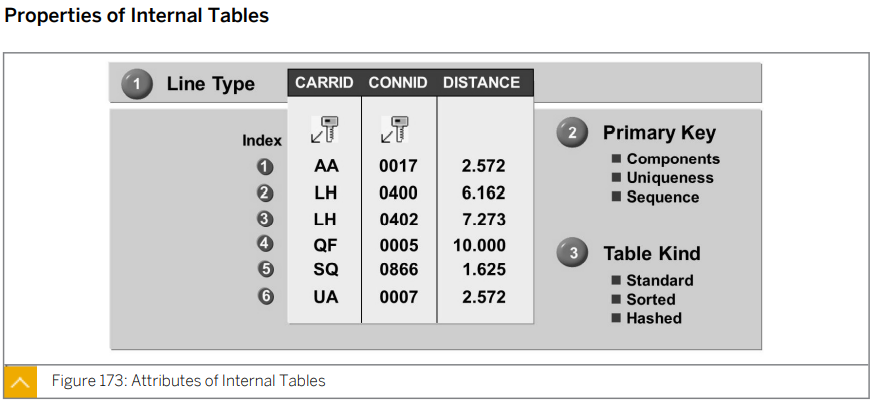 Properties of Internal Tables
1 Line Type CARRID CONNID DISTANCE
Index
1 AA 0017 2.572
2 LH 0400 6.162
3 LH 0402 7.273
4 QF 0005 10.000
5 SQ 0866 1.625
6 UA 0007 2.572
2 Primary Key
Components
Uniqueness
Sequence
3 Table Kind
Standard
Sorted
Hashed
Figure 173: Attributes of Internal Tables